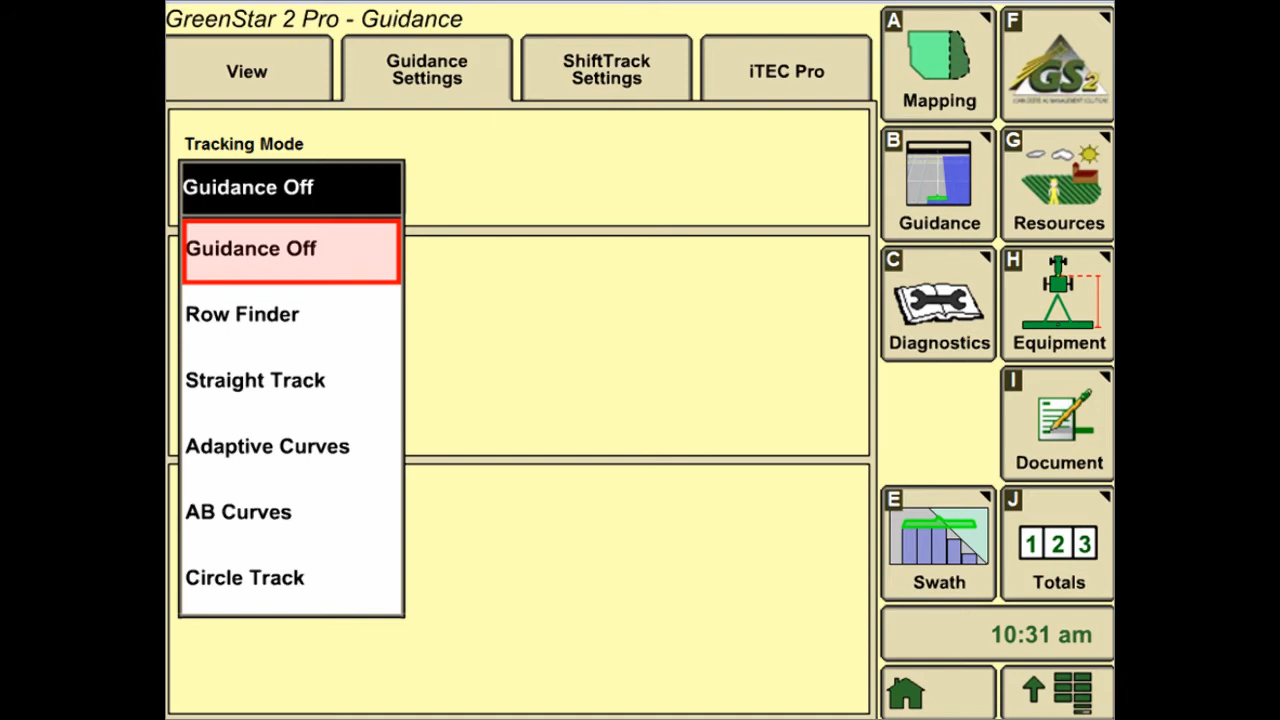 GreenStar 2 Pro - Guidance
View
Guidance
Settings
ShiftTrack
Settings
iTEC Pro
Tracking Mode
Guidance Off
Guidance Off
Row Finder
Straight Track
Adaptive Curves
AB Curves
Circle Track
A
Mapping
F
GS2
B
Guidance
G
Resources
C
Diagnostics
H
Equipment
I
Document
E
Swath
J
1 2 3
Totals
10:31 am